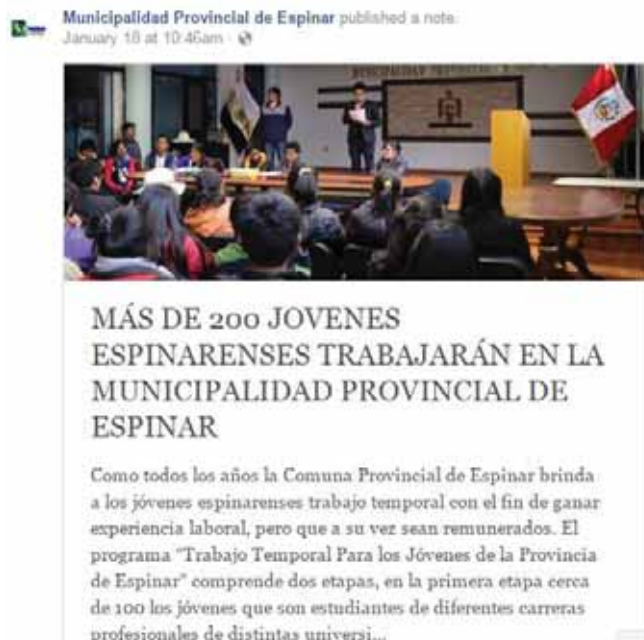 Municipalidad Provincial de Espinar published a note.
January 18 at 10:46am ·
MUNICIPALIDAD PROVINCIAL
MÁS DE 200 JOVENES
ESPINARENSES TRABAJARÁN EN LA
MUNICIPALIDAD PROVINCIAL DE
ESPINAR
Como todos los años la Comuna Provincial de Espinar brinda
a los jóvenes espinarenses trabajo temporal con el fin de ganar
experiencia laboral, pero que a su vez sean remunerados. El
programa "Trabajo Temporal Para los Jóvenes de la Provincia
de Espinar" comprende dos etapas, en la primera etapa cerca
de 100 los jóvenes que son estudiantes de diferentes carreras
profesionales de distintas universi...